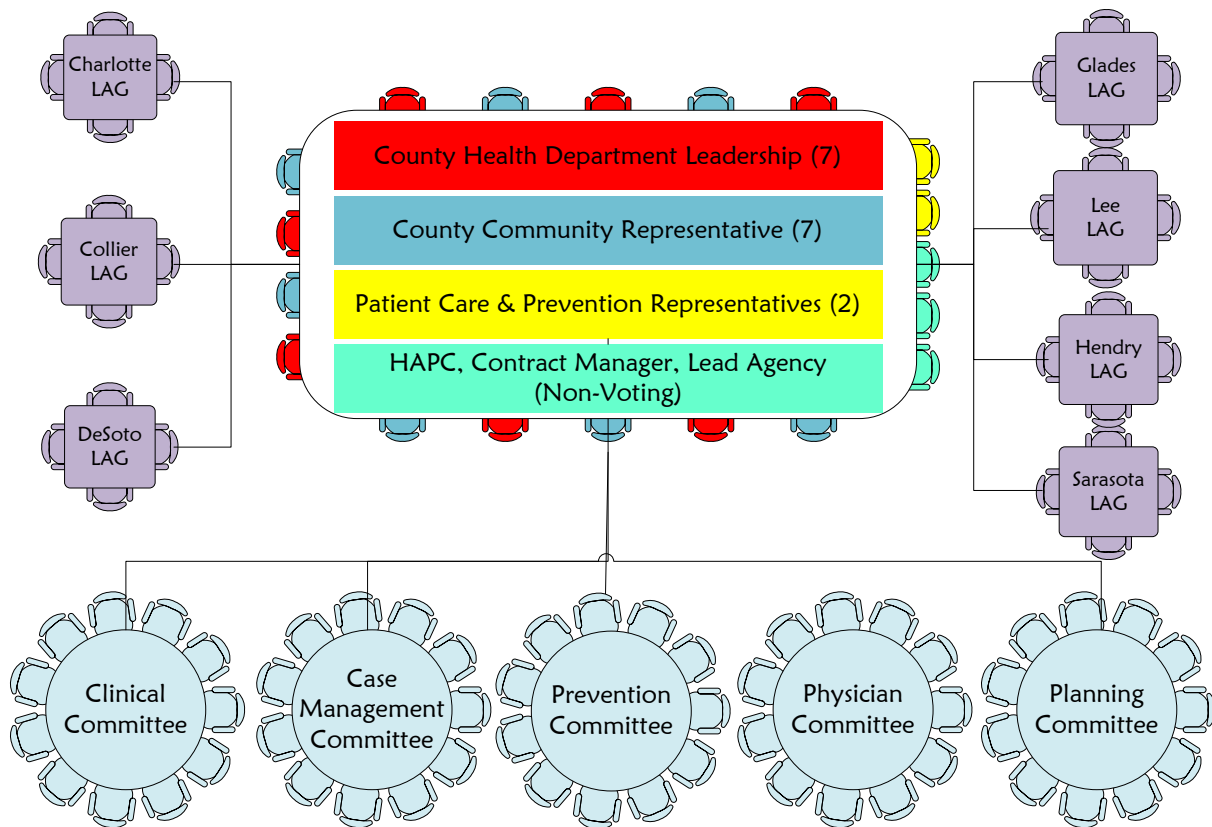 Charlotte
LAG
Collier
LAG
DeSoto
LAG
County Health Department Leadership (7)
County Community Representative (7)
Patient Care & Prevention Representatives (2)
HAPC, Contract Manager, Lead Agency
(Non-Voting)
Glades
LAG
Lee
LAG
Hendry
LAG
Sarasota
LAG
Clinical
Committee
Case
Management
Committee
Prevention
Committee
Physician
Committee
Planning
Committee